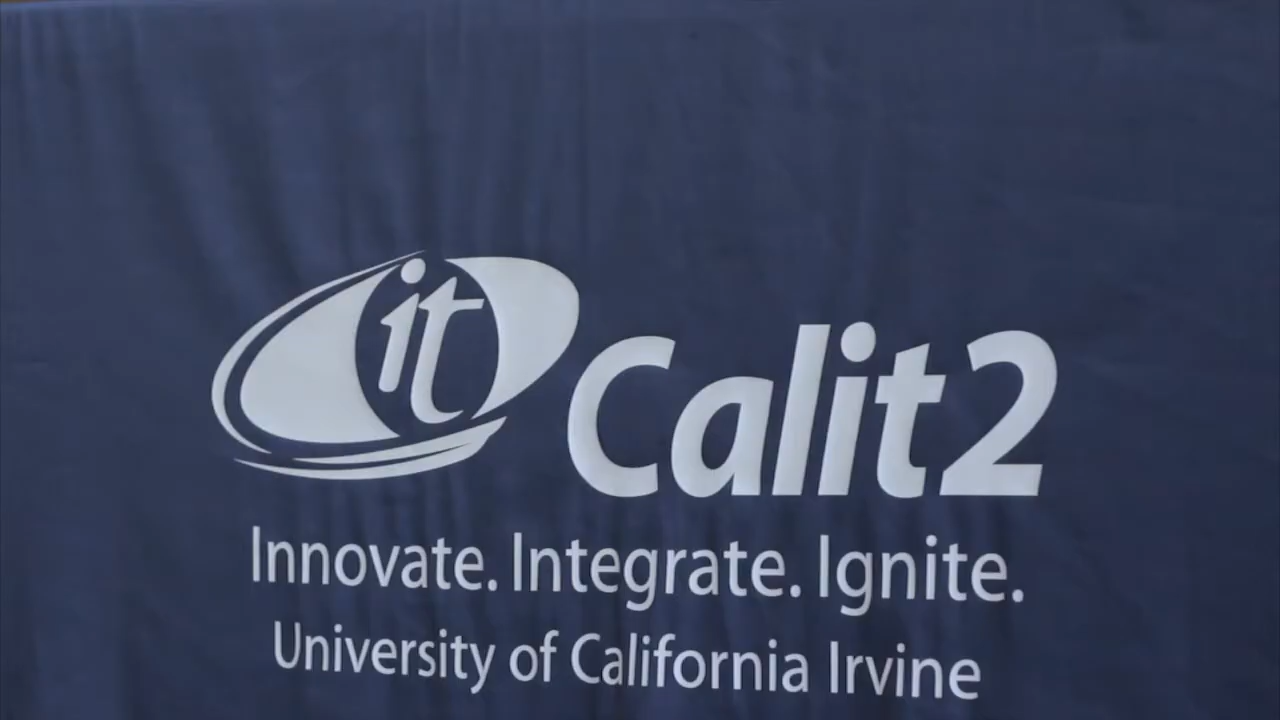 it Calit2
Innovate. Integrate. Ignite.
University of California Irvine